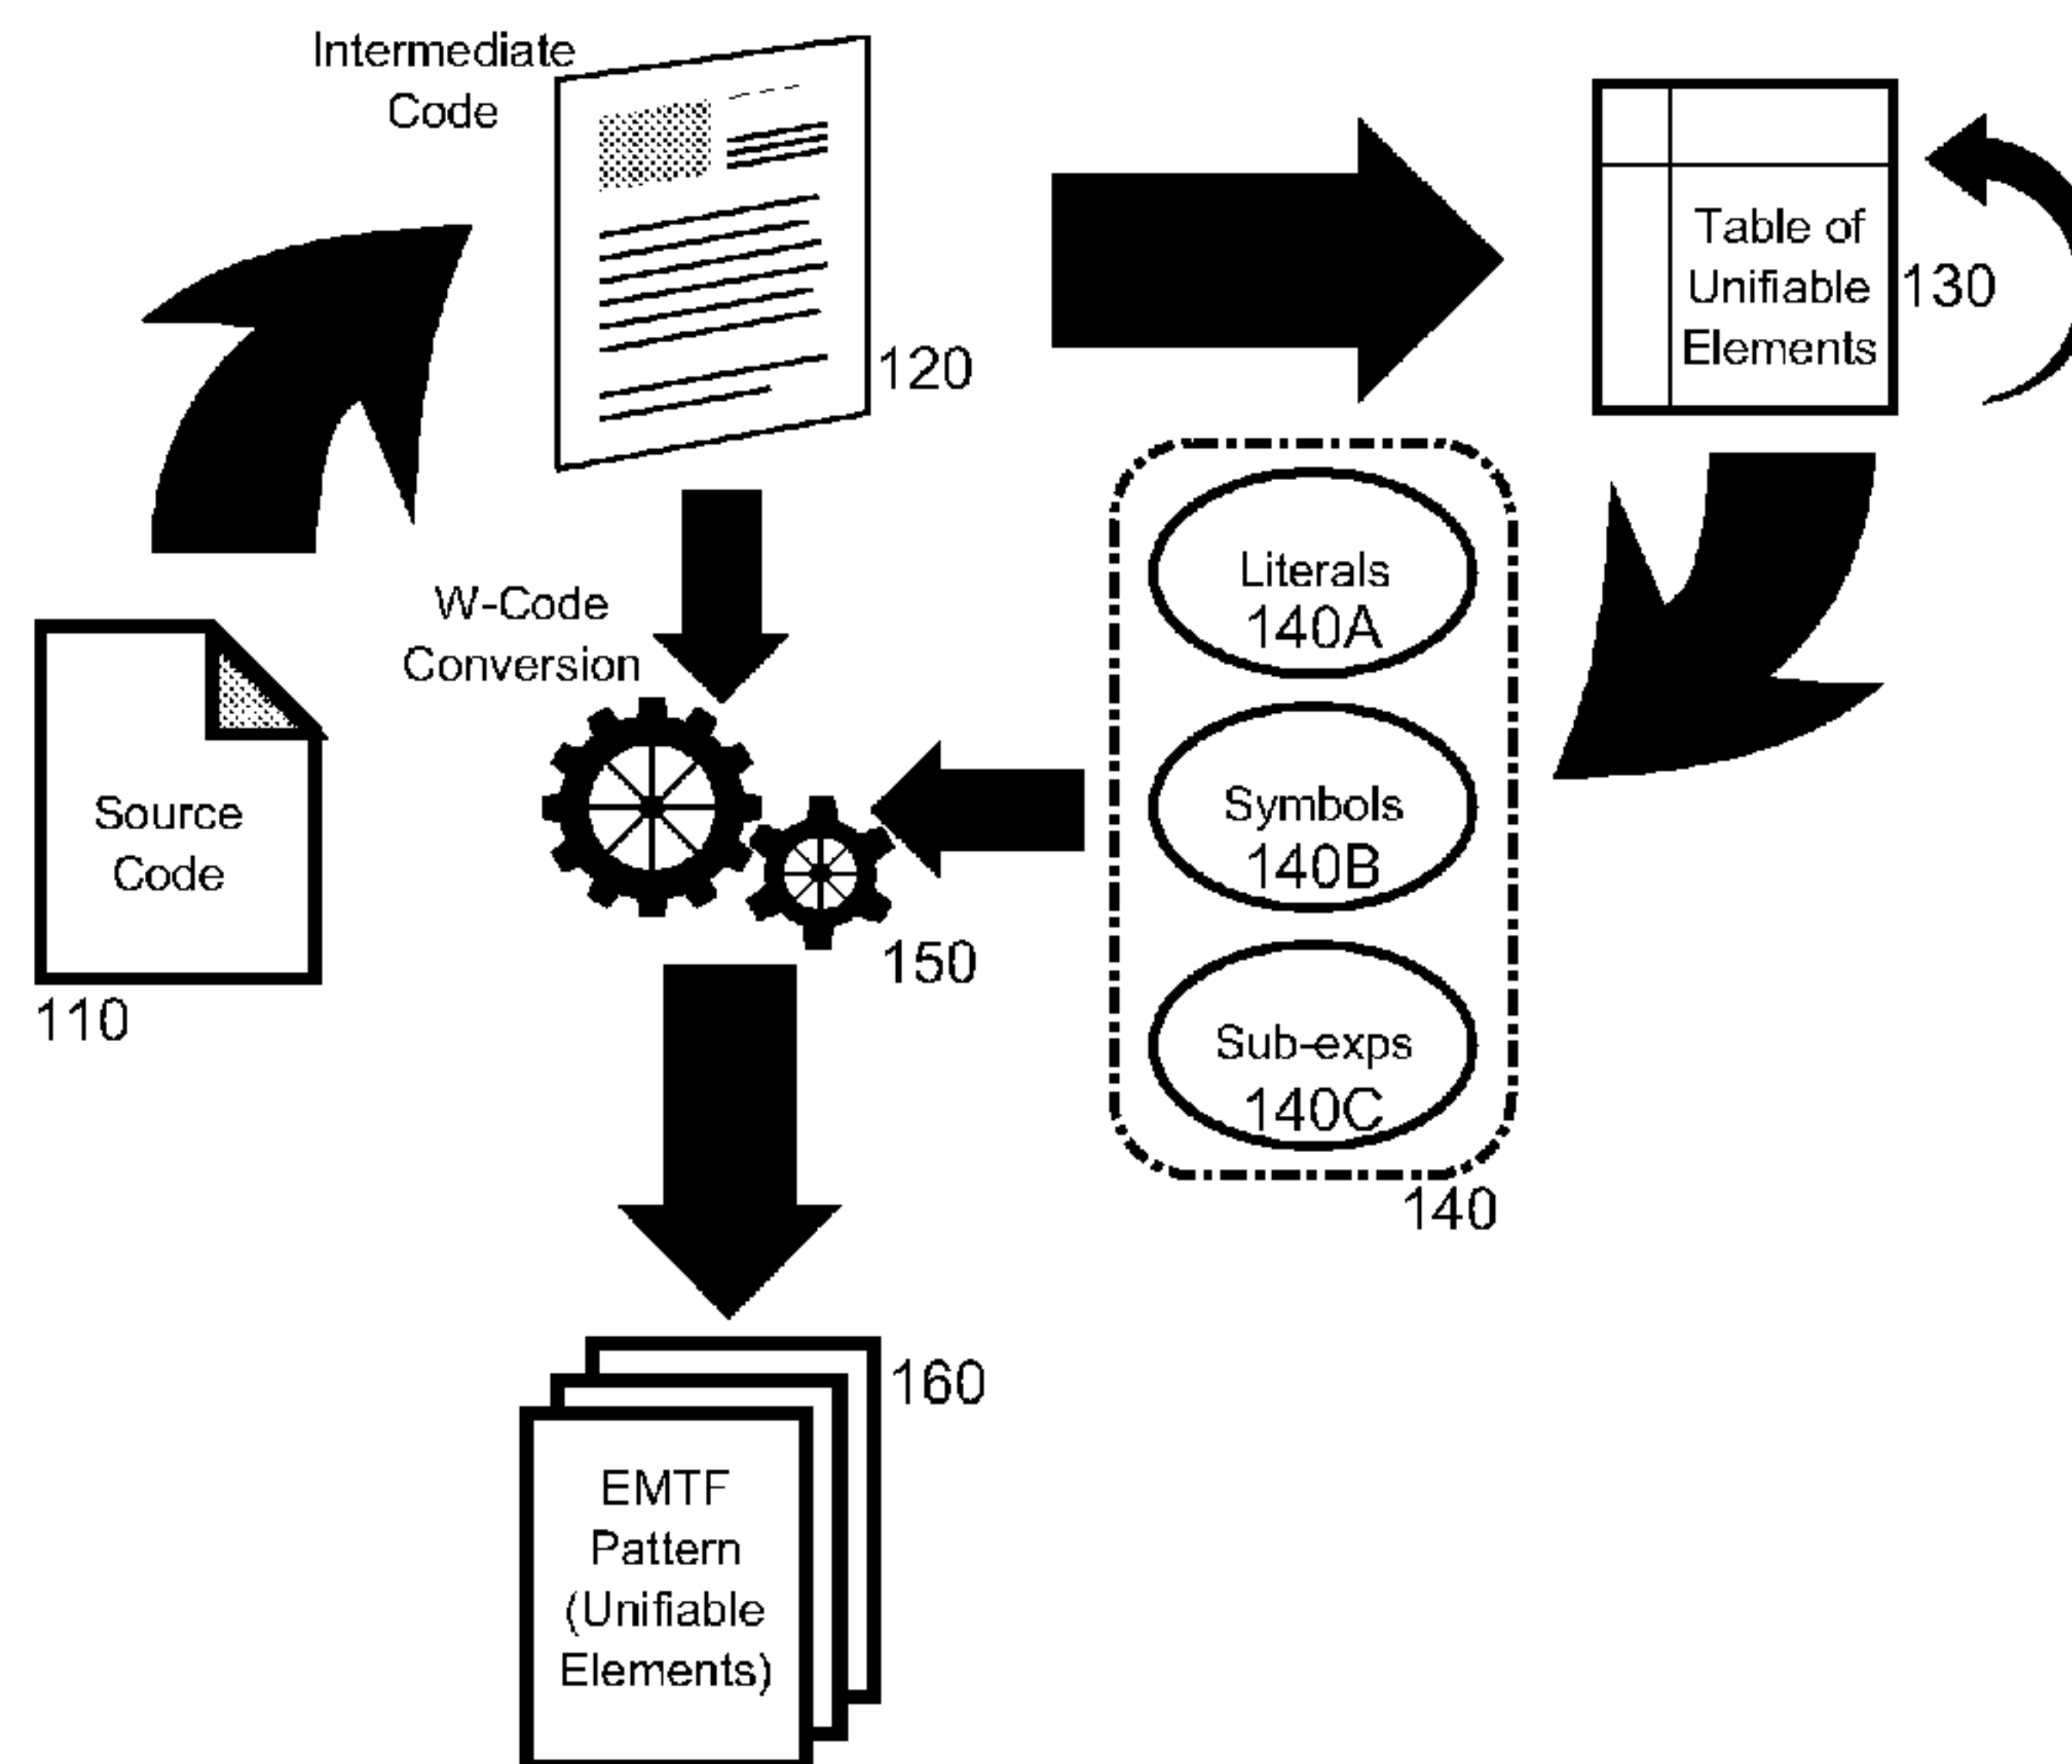 Intermediate
Code
120
Table of
Unifiable
Elements
130
W-Code
Conversion
150
Source
Code
110
Literals
140A
Symbols
140B
Sub-exps
140C
140
160
EMTF
Pattern
(Unifiable
Elements)